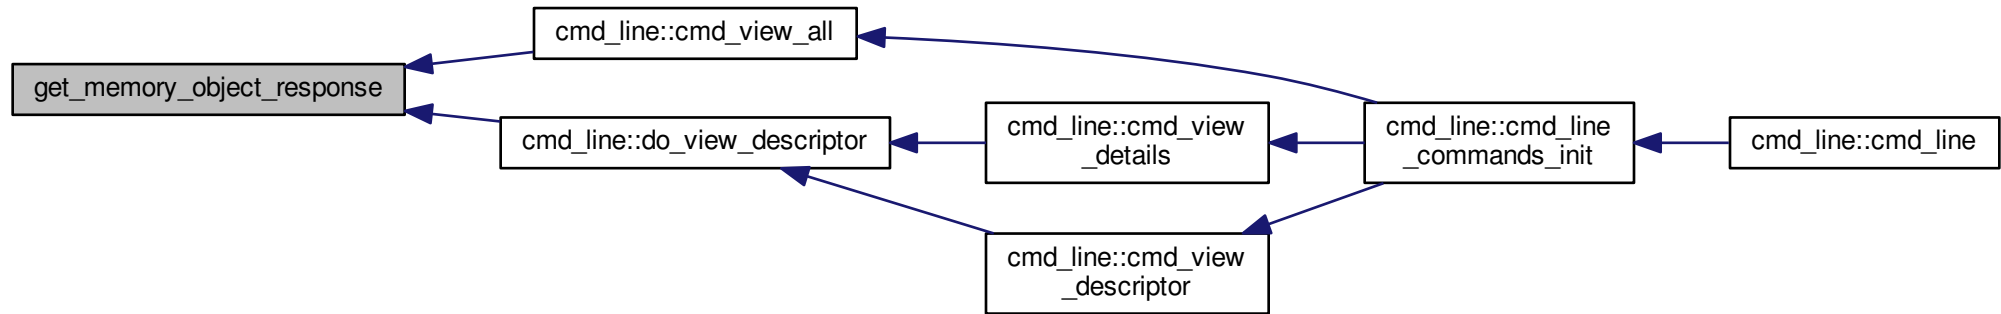 cmd_line::cmd_view_all
get_memory_object_response
cmd_line::do_view_descriptor
cmd_line::cmd_view
_details
cmd_line::cmd_line
_commands_init
cmd_line::cmd_line
cmd_line::cmd_view
_descriptor